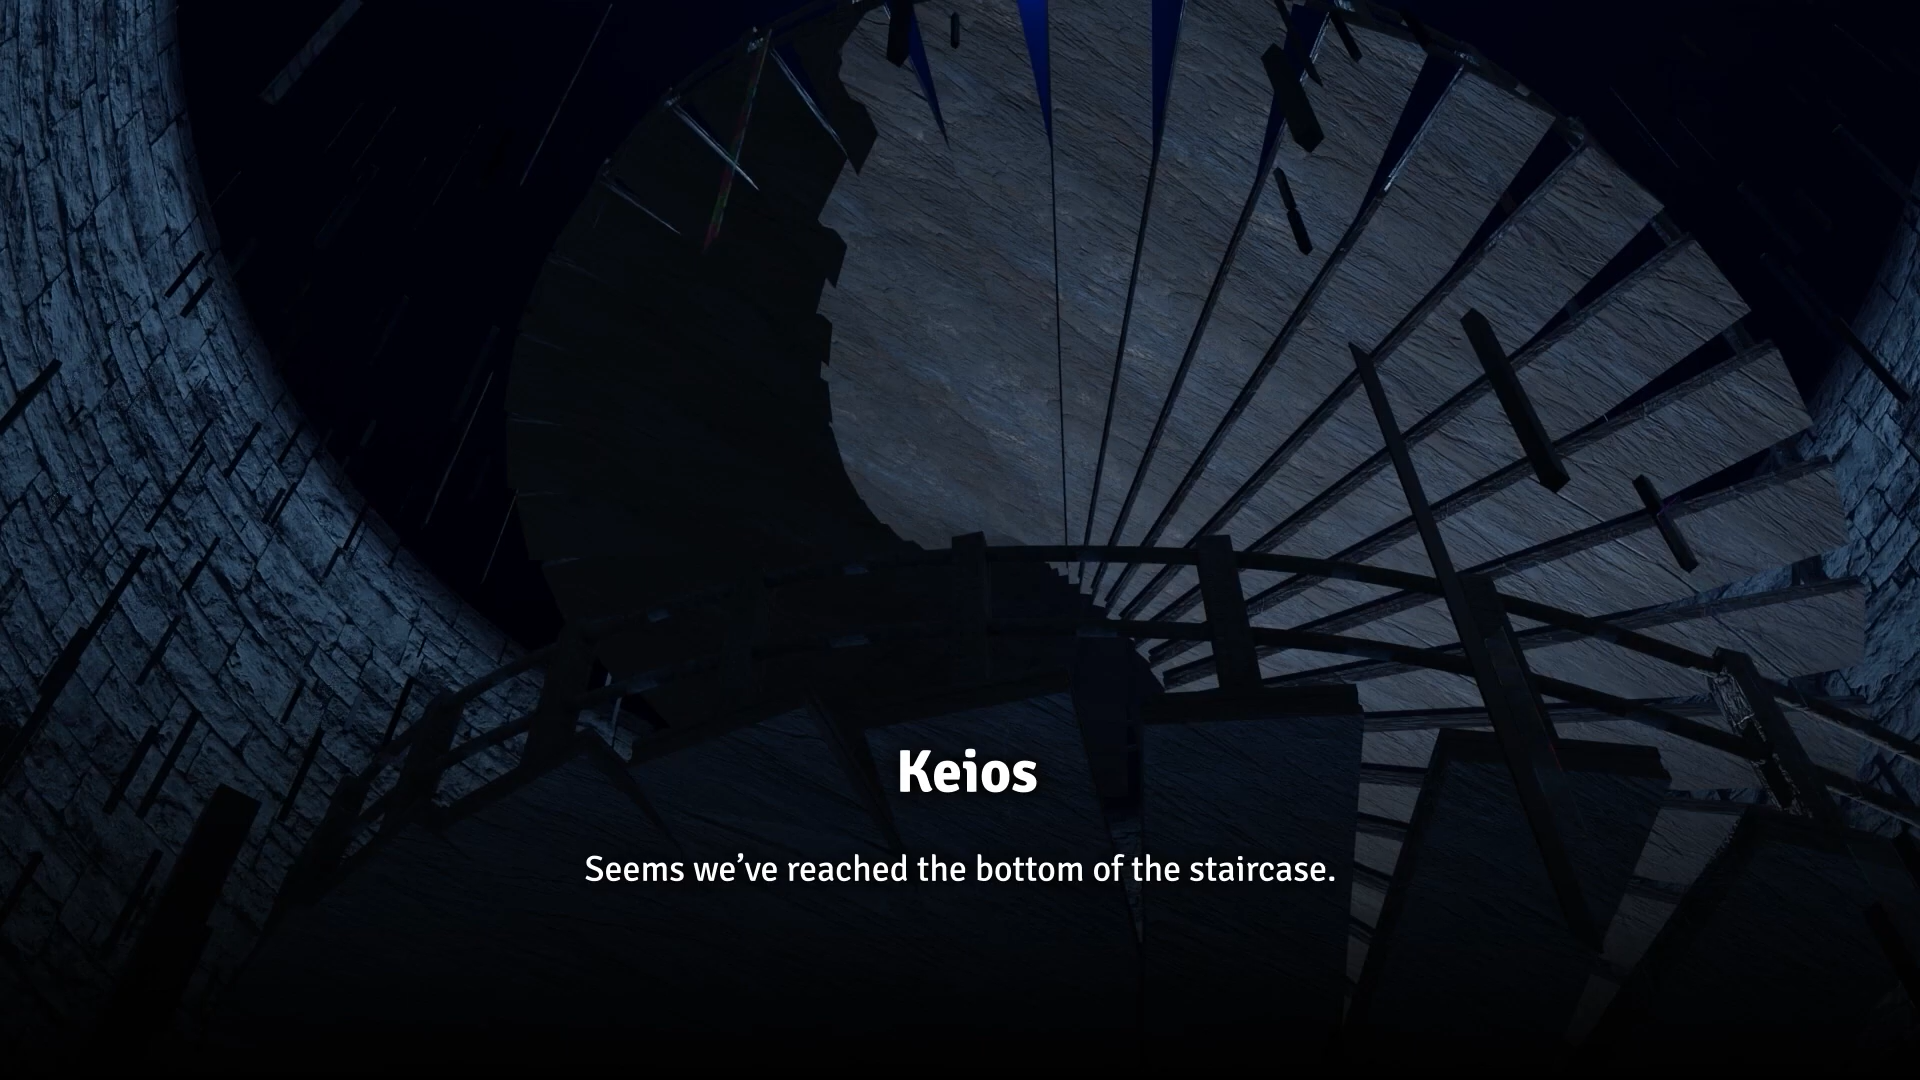 Keios
Seems we’ve reached the bottom of the staircase.